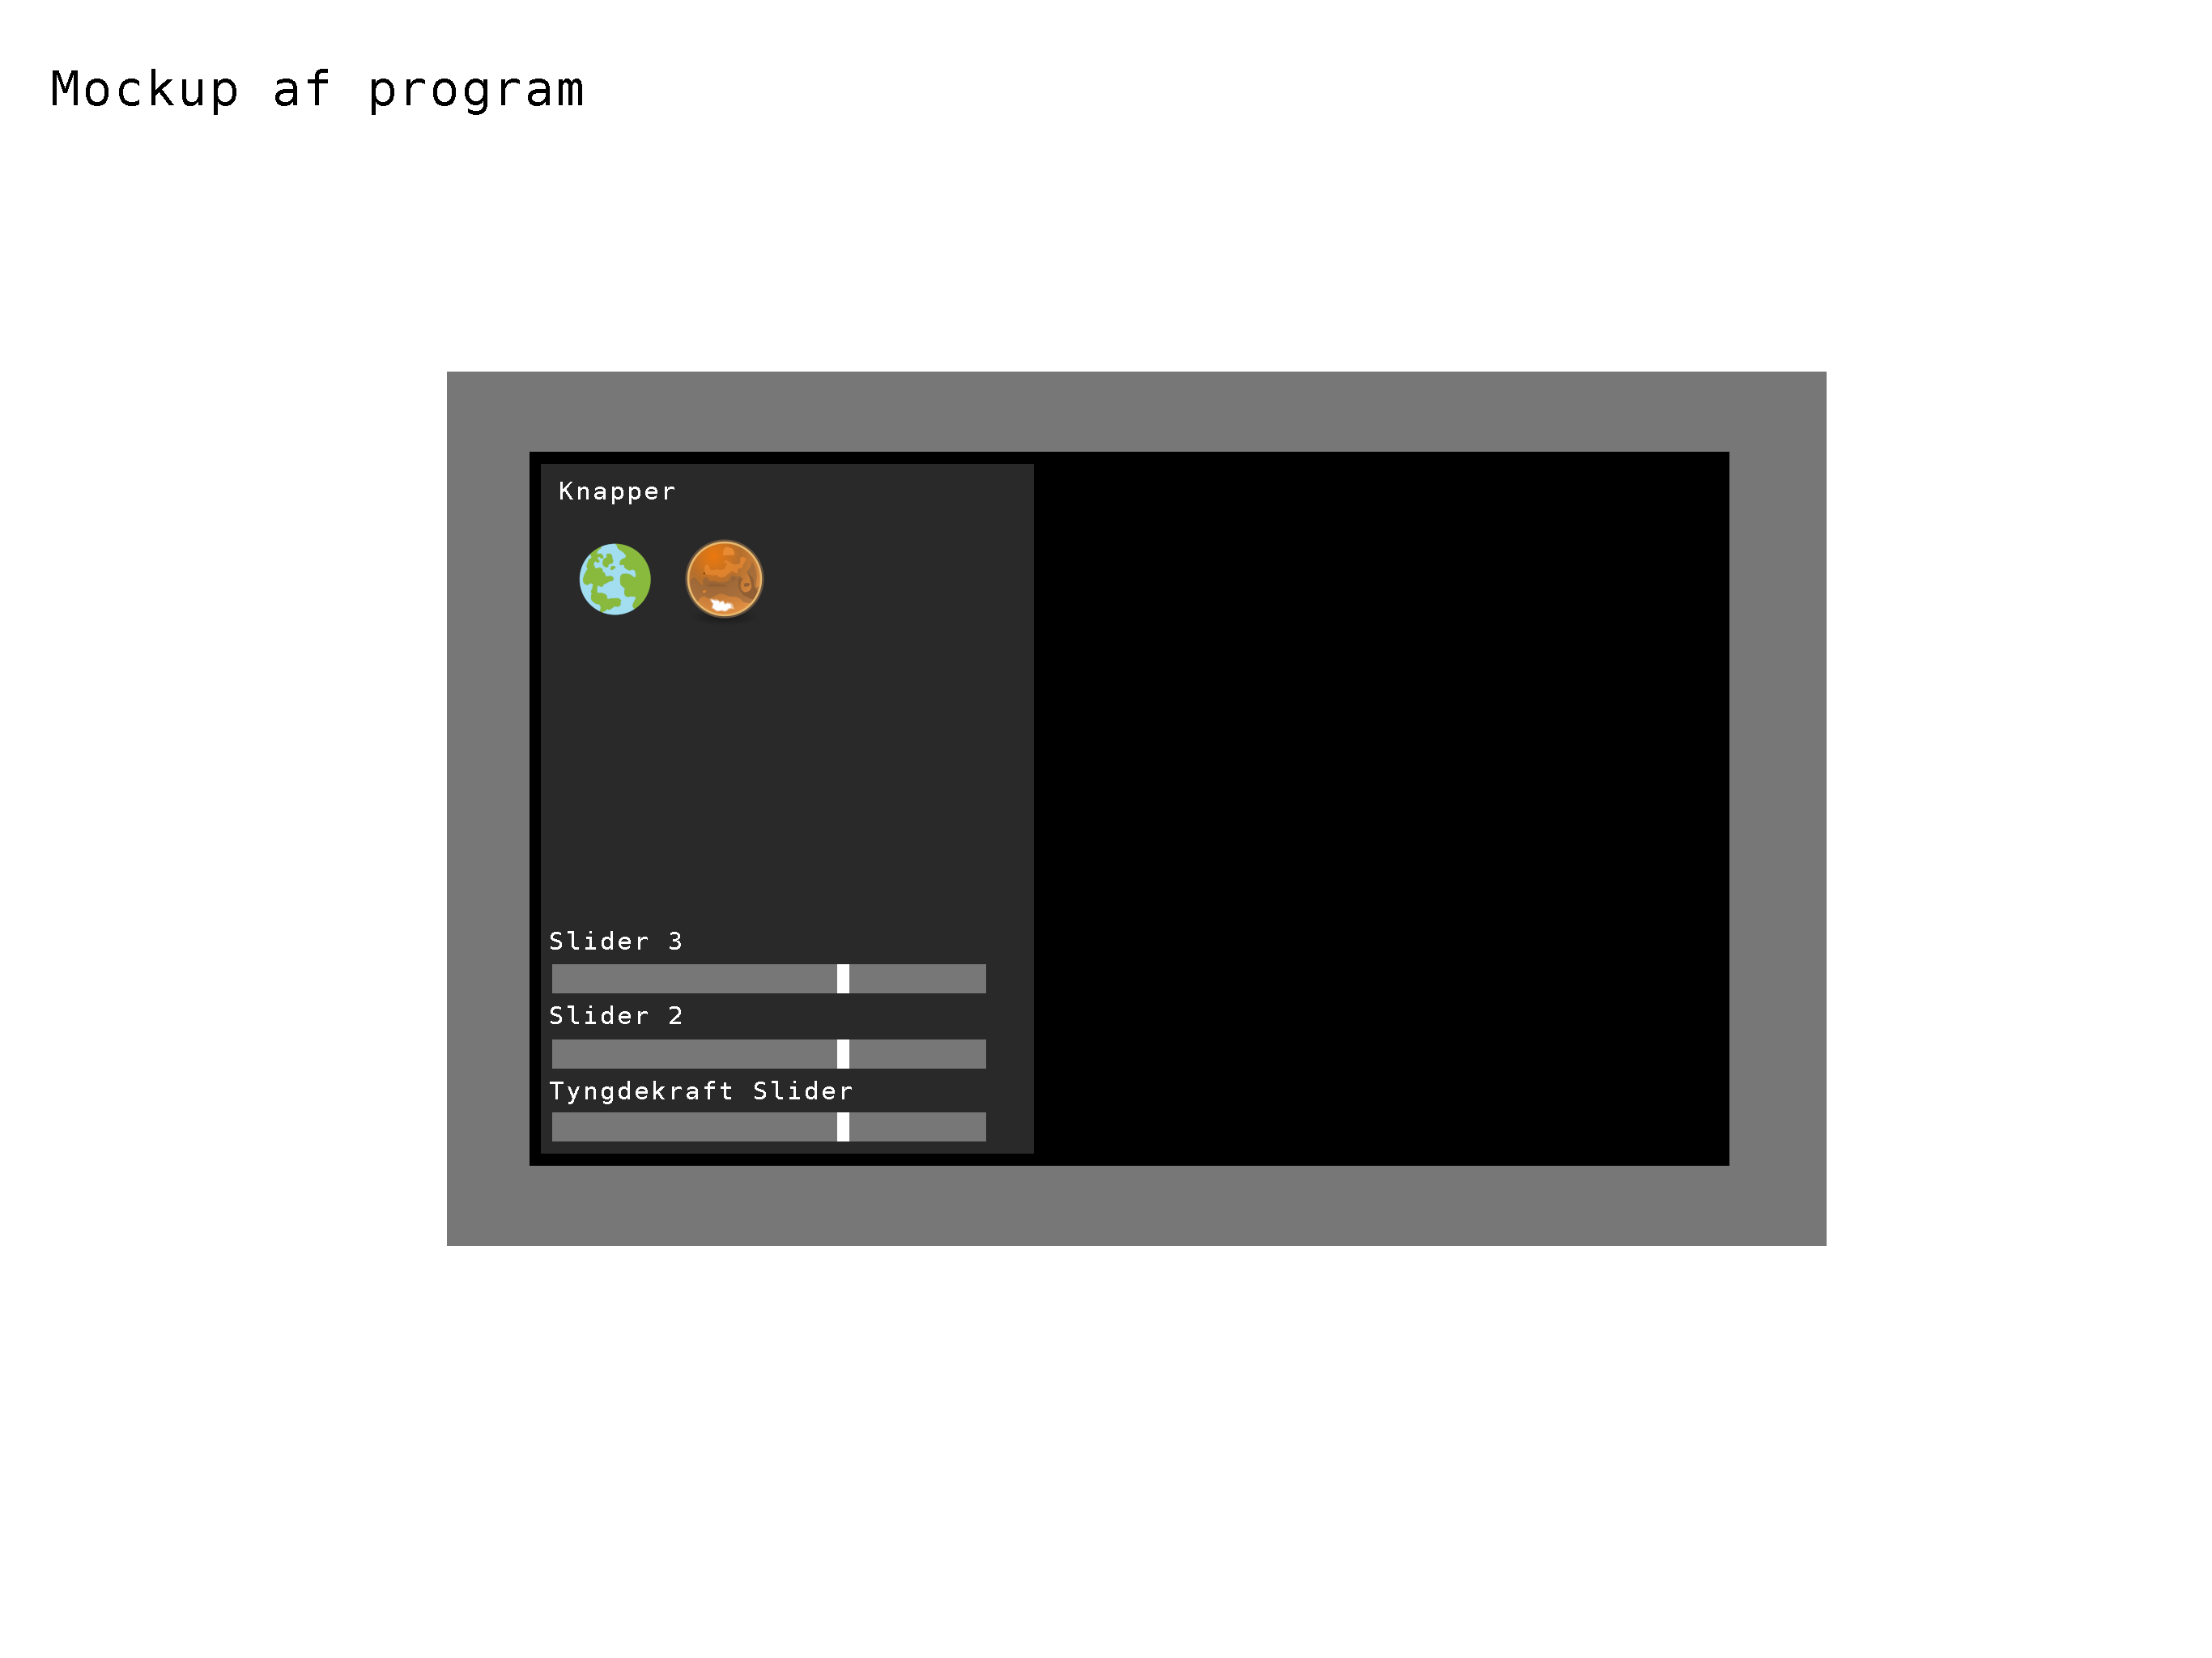 Mockup af program
Knapper
Slider 3
Slider 2
Tyngdekraft Slider